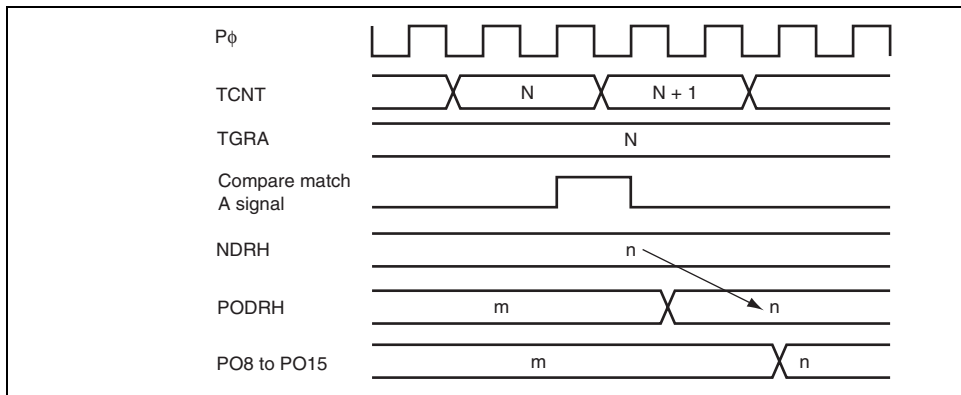 Pφ
TCNT
N
N + 1
TGRA
N
Compare match
A signal
NDRH
n
PODRH
m
n
PO8 to PO15
m
n